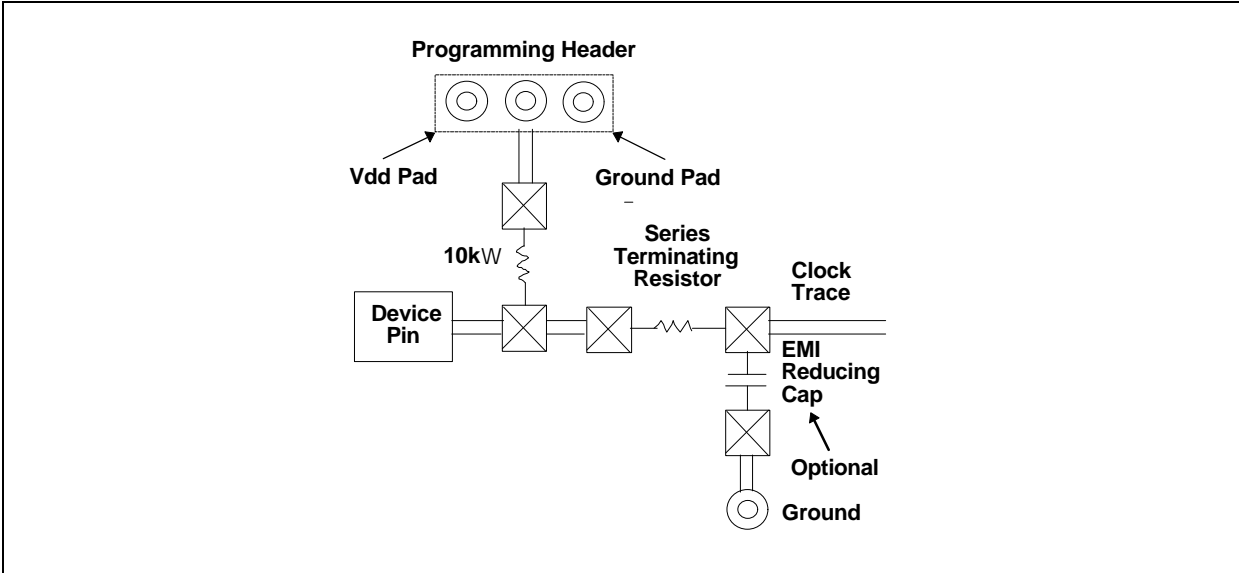 Programming Header
Vdd Pad
Ground Pad
Series
Terminating
Resistor
10kW
Clock
Trace
Device
Pin
EMI
Reducing
Cap
Optional
Ground